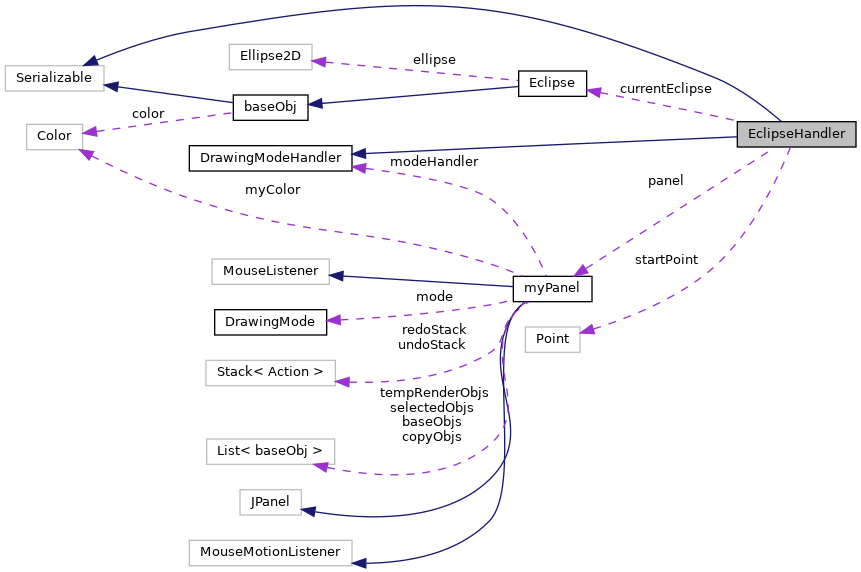 Ellipse2D
ellipse
Serializable
Eclipse
currentEclipse
baseObj
color
Color
EclipseHandler
DrawingModeHandler
modeHandler
myColor
panel
startPoint
MouseListener
myPanel
mode
DrawingMode
redoStack
undoStack
Point
Stack< Action >
tempRenderObjs
selectedObjs
baseObjs
copyObjs
List< baseObj >
JPanel
MouseMotionListener